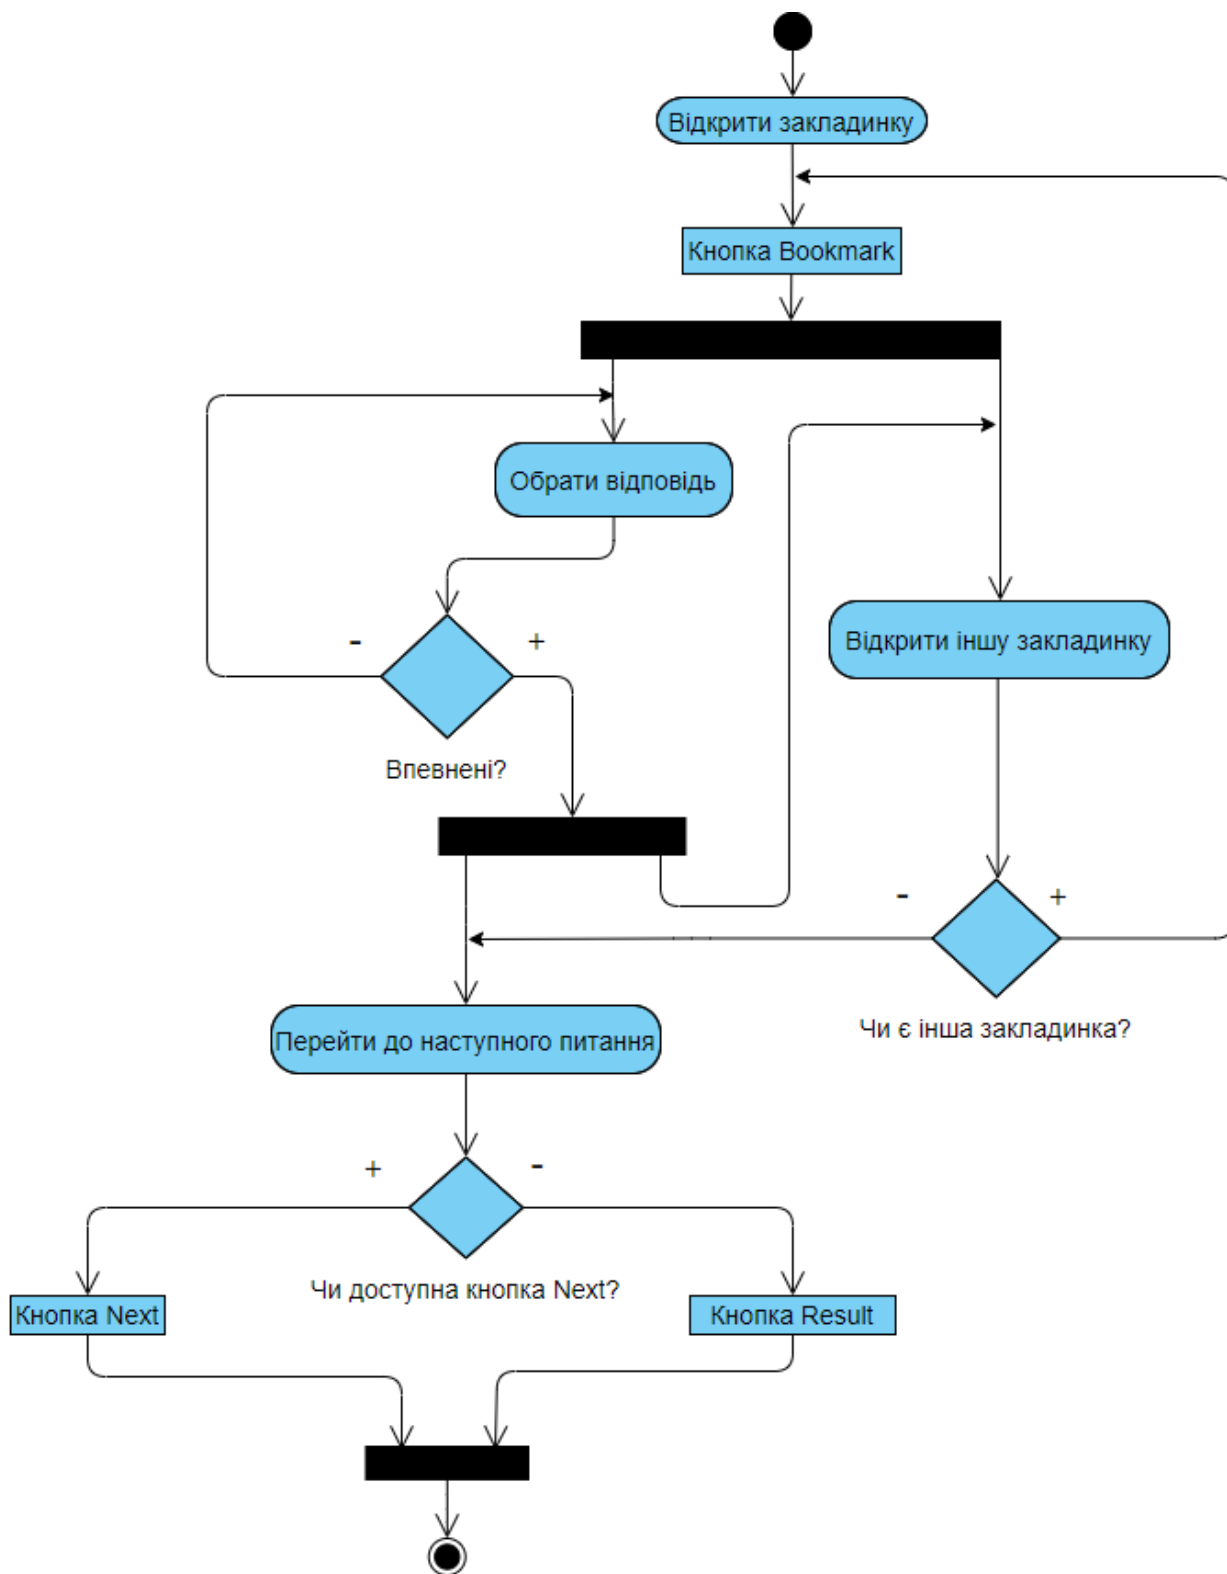 Відкрити закладинку
Кнопка Bookmark
Обрати відповідь
- +
Відкрити іншу закладинку
Впевнені?
- +
Чи є інша закладинка?
Перейти до наступного питання
+ -
Чи доступна кнопка Next?
Кнопка Next
Кнопка Result